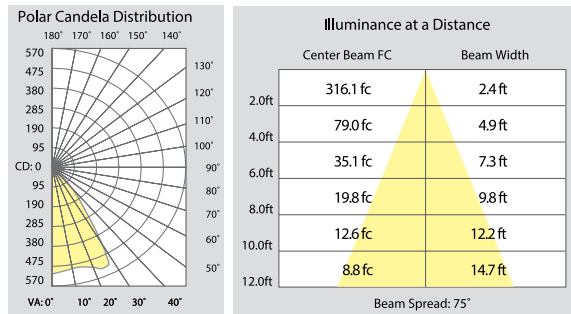 Polar Candela Distribution
180° 170° 160° 150° 140°
570
475
380
285
190
95
CD: 0
95
190
285
380
475
570
130°
120°
110°
100°
90°
80°
70°
60°
50°
VA: 0° 10° 20° 30° 40°
Illuminance at a Distance
Center Beam FC Beam Width
2.0ft 316.1 fc 2.4 ft
4.0ft 79.0 fc 4.9 ft
6.0ft 35.1 fc 7.3 ft
8.0ft 19.8 fc 9.8 ft
10.0ft 12.6 fc 12.2 ft
12.0ft 8.8 fc 14.7 ft
Beam Spread: 75°